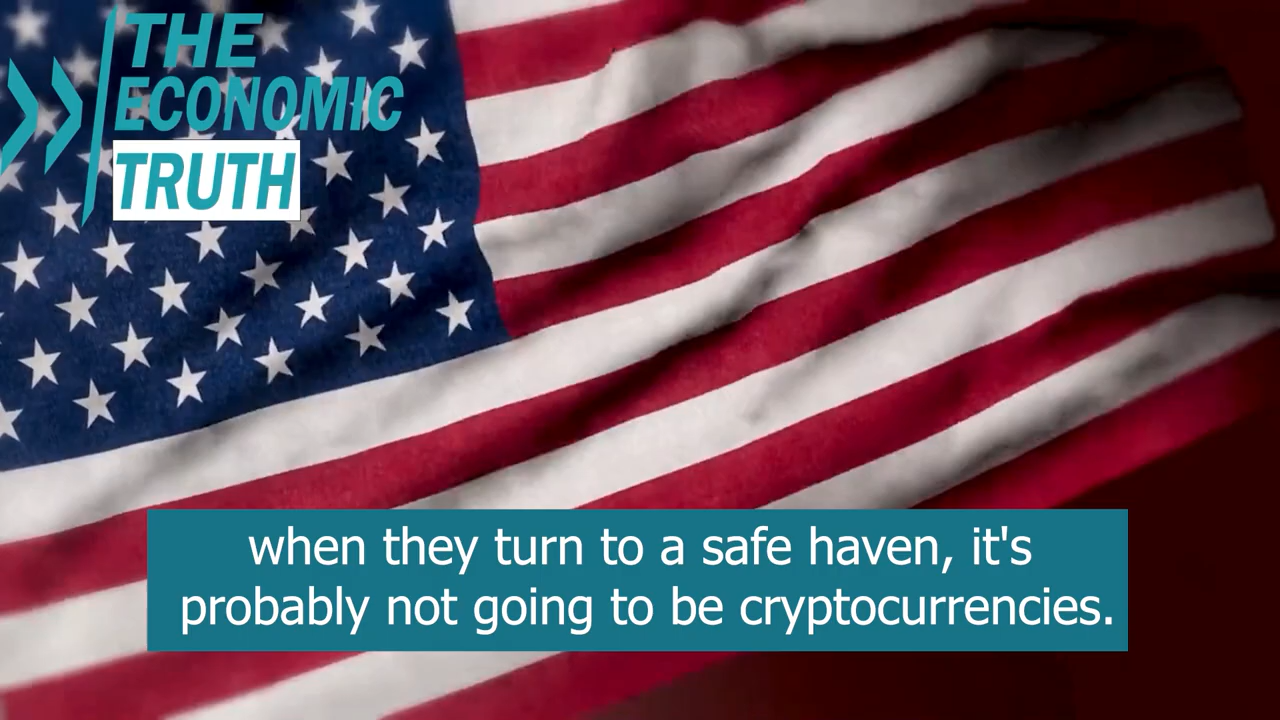 THE
ECONOMIC
TRUTH
when they turn to a safe haven, it's
probably not going to be cryptocurrencies.